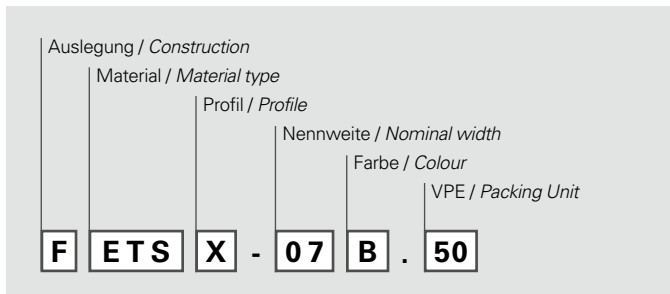 Auslegung / Construction
Material / Material type
Profil / Profile
Nennweite / Nominal width
Farbe / Colour
VPE / Packing Unit
F ETS X - 07 B . 50